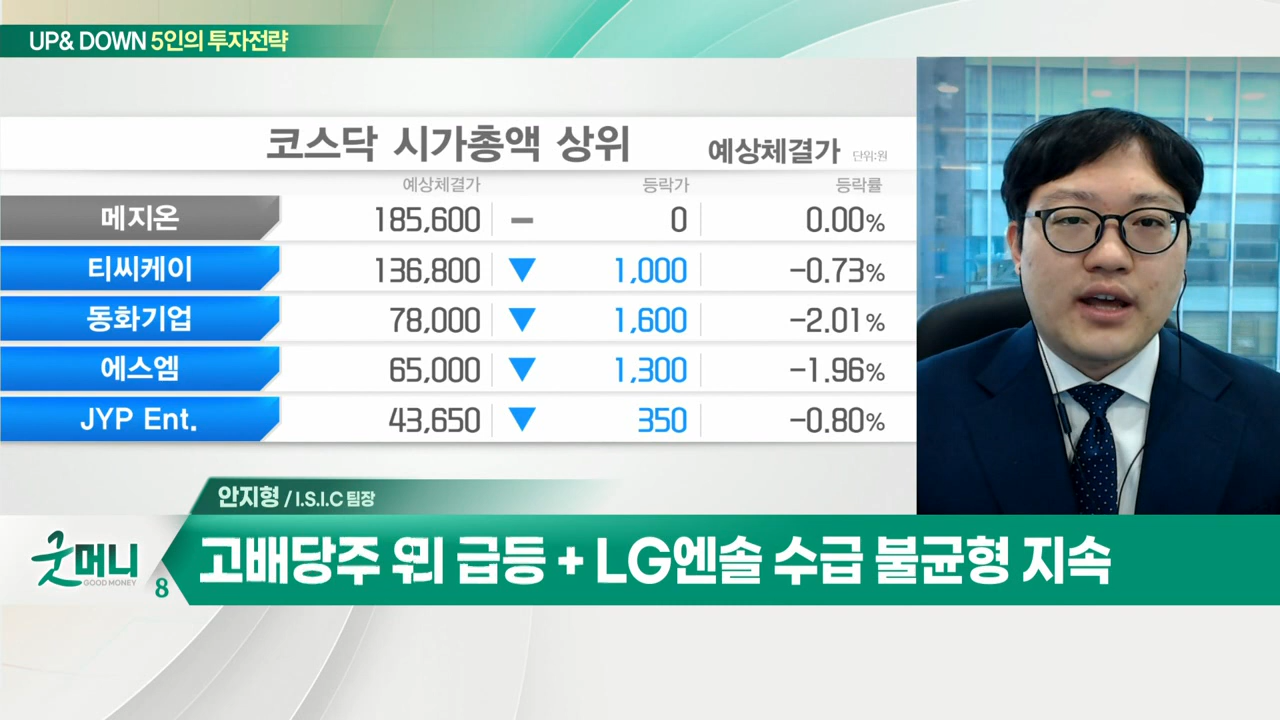 UP& DOWN 5인의 투자전략
코스닥 시가총액 상위 예상체결가 단위:원
예상체결가 등락가 등락률
메지온 185,600 − 0 0.00%
티씨케이 136,800 ▼ 1,000 −0.73%
동화기업 78,000 ▼ 1,600 −2.01%
에스엠 65,000 ▼ 1,300 −1.96%
JYP Ent. 43,650 ▼ 350 −0.80%
안지형 / I.S.I.C 팀장
굿머니 GOOD MONEY 8
고배당주 급등 + LG엔솔 수급 불균형 지속